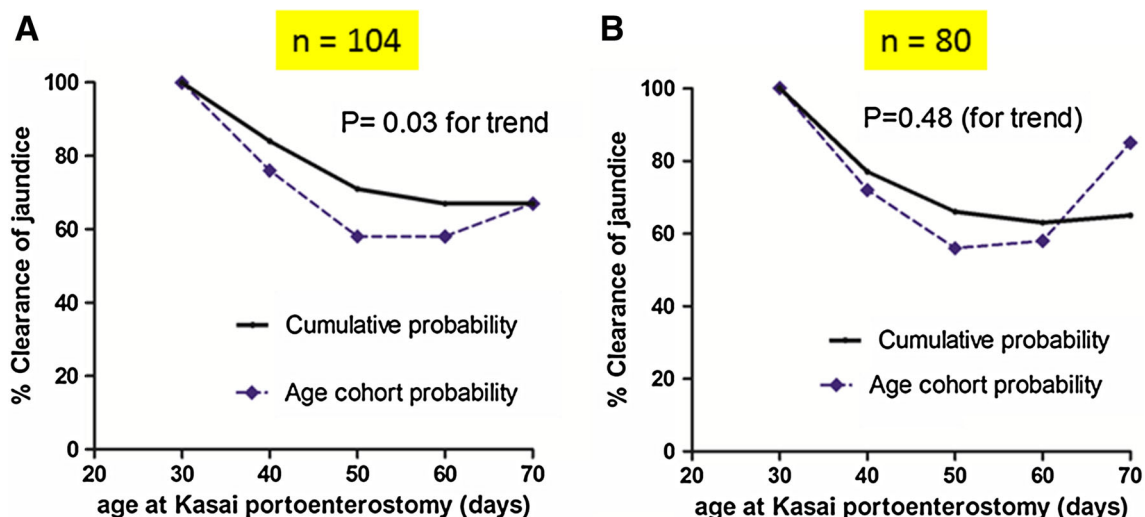 A
n = 104
100
80
60
40
20
0
% Clearance of jaundice
P= 0.03 for trend
Cumulative probability
Age cohort probability
20 30 40 50 60 70
age at Kasai portoenterostomy (days)
B
n = 80
100
80
60
40
20
0
% Clearance of jaundice
P=0.48 (for trend)
Cumulative probability
Age cohort probability
20 30 40 50 60 70
age at Kasai portoenterostomy (days)